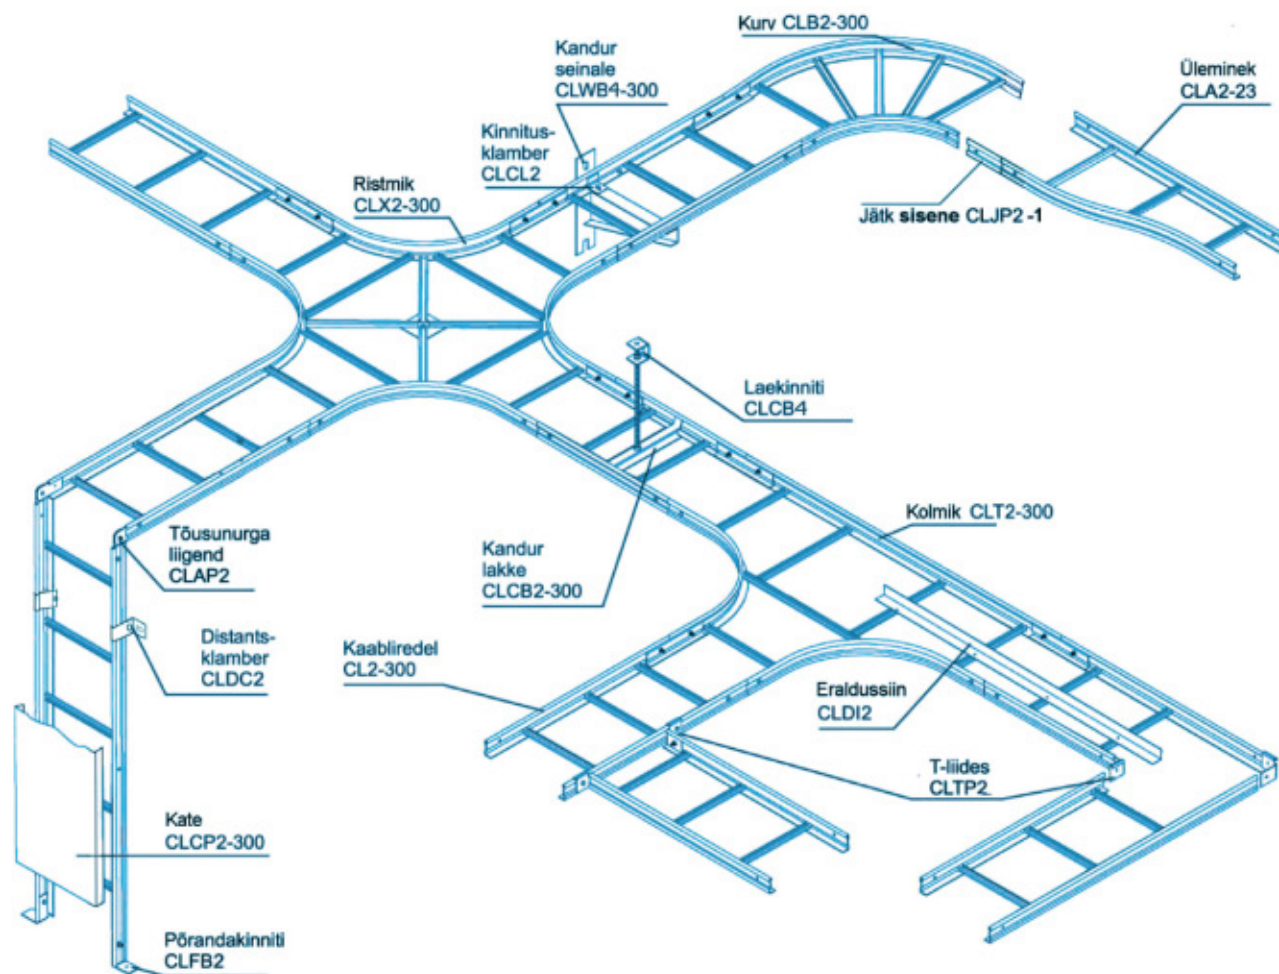 Kurv CLB2-300
Kandur
seinale
CLWB4-300
Üleminek
CLA2-23
Kinnitus-
klamber
CLCL2
Ristmik
CLX2-300
Jätk sisene CLJP2 -1
Laekinniti
CLCB4
Kolmik CLT2-300
Tõusunurga
liigend
CLAP2
Kandur
lakke
CLCB2-300
Distants-
klamber
CLDC2
Kaabliredel
CL2-300
Eraldussiin
CLDI2
T-liides
CLTP2
Kate
CLCP2-300
Põrandakinniti
CLFB2